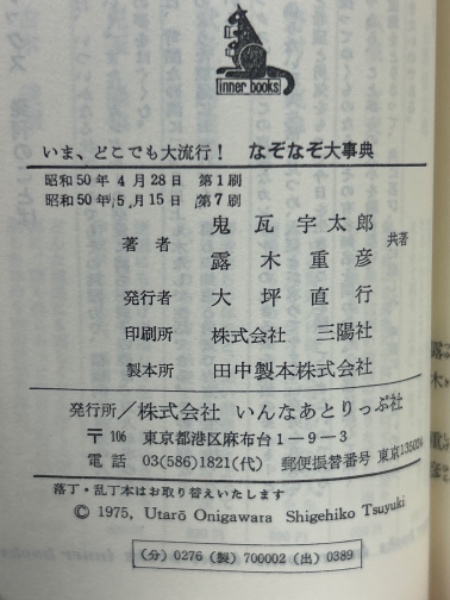 inner books
いま、どこでも大流行! なぞなぞ大事典
昭和50年4月28日 第1刷
昭和50年5月15日 第7刷
著者 鬼瓦宇太郎
露木重彦 共著
発行者 大坪直行
印刷所 株式会社 三陽社
製本所 田中製本株式会社
発行所/株式会社 いんなあとりっぷ社
〒106 東京都港区麻布台1-9-3
電話 03(586)1821(代) 郵便振替番号 東京
落丁・乱丁本はお取り替えいたします
© 1975, Utarō Onigawara Shigehiko Tsuyuki
(分)0276(製)700002(出)0389